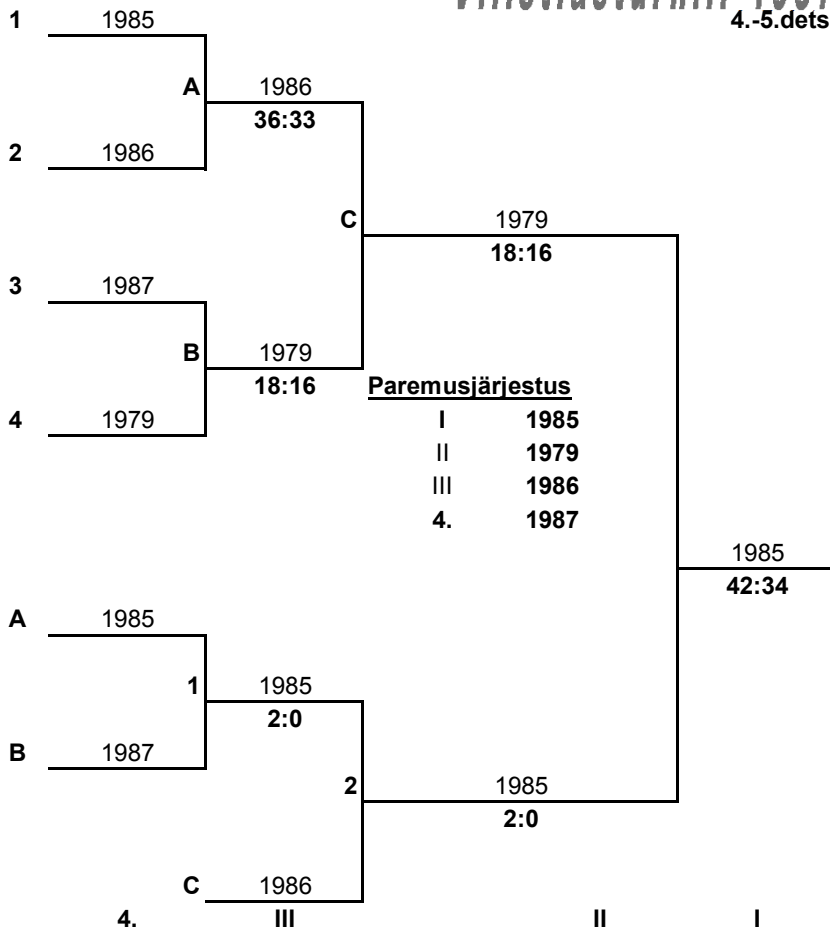 4.-5.dets
1 1985
A 1986
36:33
2 1986
C 1979
18:16
3 1987
B 1979
18:16
Paremusjärjestus
4 1979
I 1985
II 1979
III 1986
4. 1987
1985
42:34
A 1985
1 1985
2:0
B 1987
2 1985
2:0
C 1986
4. III II I